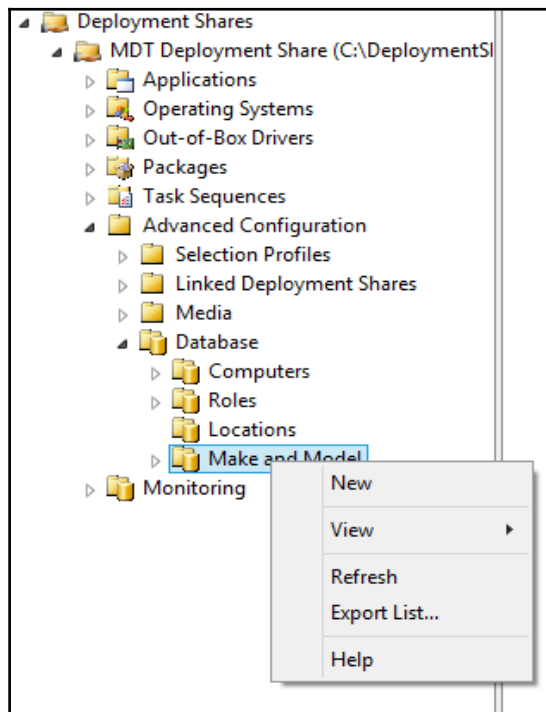 Deployment Shares
MDT Deployment Share (C:\DeploymentSl
Applications
Operating Systems
Out-of-Box Drivers
Packages
Task Sequences
Advanced Configuration
Selection Profiles
Linked Deployment Shares
Media
Database
Computers
Roles
Locations
Make and Model
Monitoring
New
View
Refresh
Export List...
Help